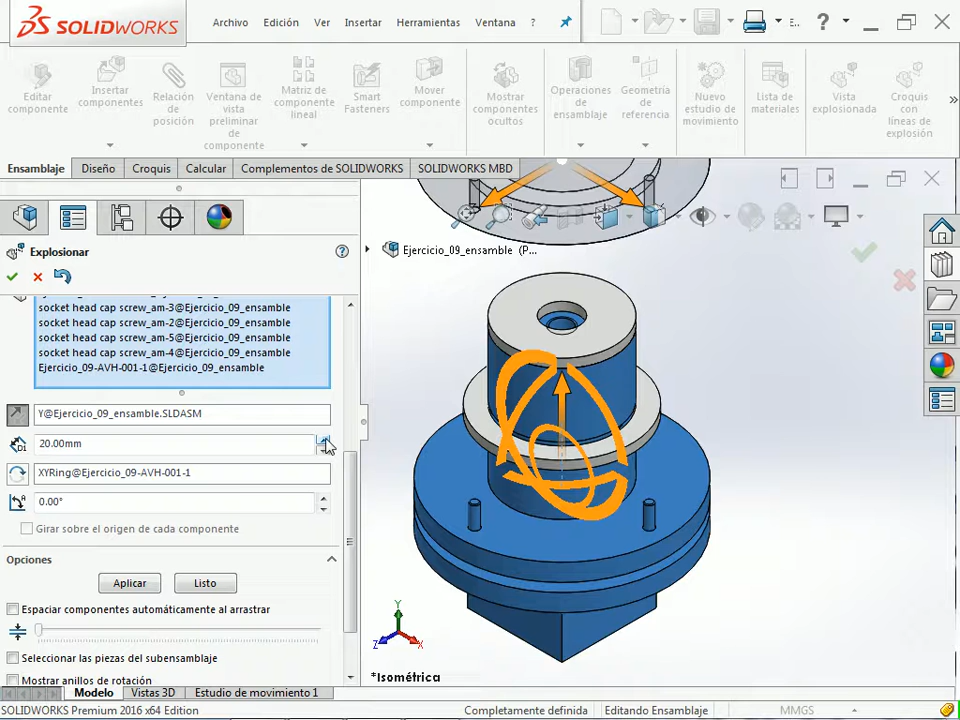 SOLIDWORKS
Archivo Edición Ver Insertar Herramientas Ventana ? E.. ?
Editar componente
Insertar componentes
Relación de posición
Ventana de vista preliminar de componente
Matriz de componente lineal
Smart Fasteners
Mover componente
Mostrar componentes ocultos
Operaciones de ensamblaje
Geometría de referencia
Nuevo estudio de movimiento
Lista de materiales
Vista explosionada
Croquis con líneas de explosión
Ensamblaje Diseño Croquis Calcular Complementos de SOLIDWORKS SOLIDWORKS MBD
Explosionar
Ejercicio_09_ensamble (P...
socket head cap screw_am-3@Ejercicio_09_ensamble
socket head cap screw_am-2@Ejercicio_09_ensamble
socket head cap screw_am-5@Ejercicio_09_ensamble
socket head cap screw_am-4@Ejercicio_09_ensamble
Ejercicio_09-AVH-001-1@Ejercicio_09_ensamble
Y@Ejercicio_09_ensamble.SLDASM
D1 20.00mm
XYRing@Ejercicio_09-AVH-001-1
0.00°
Girar sobre el origen de cada componente
Opciones
Aplicar Listo
Espaciar componentes automáticamente al arrastrar
Seleccionar las piezas del subensamblaje
Mostrar anillos de rotación
Y
Z X
*Isométrica
Modelo Vistas 3D Estudio de movimiento 1
SOLIDWORKS Premium 2016 x64 Edition Completamente definida Editando Ensamblaje MMGS